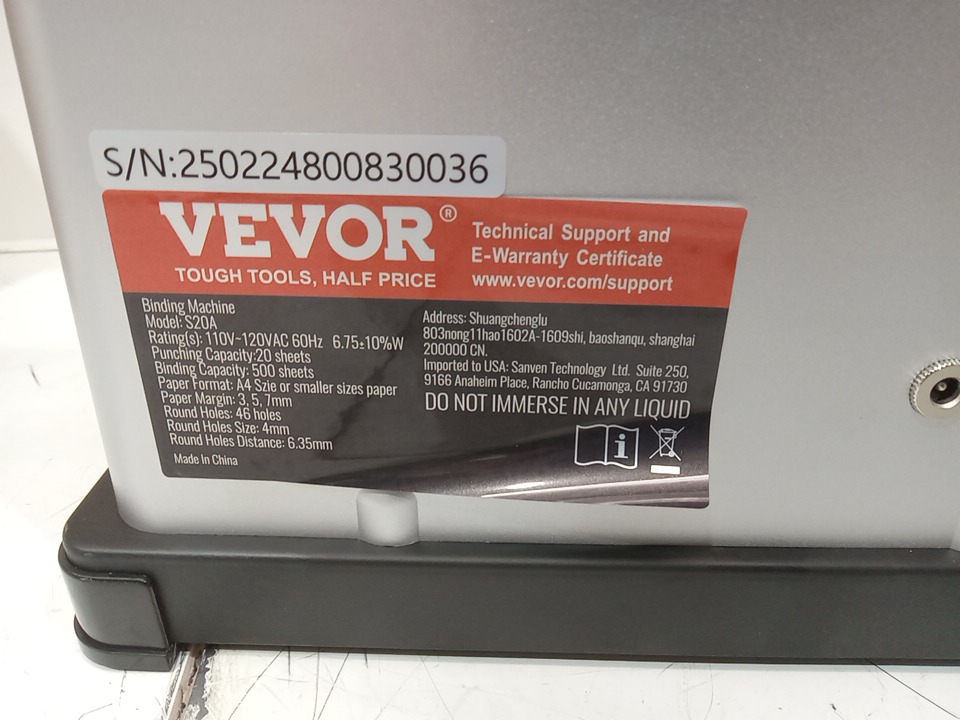 S/N:250224800830036
VEVOR®
TOUGH TOOLS, HALF PRICE
Technical Support and
E-Warranty Certificate
www.vevor.com/support
Binding Machine
Model: S20A
Rating(s): 110V~120VAC 60Hz 6.75±10%W
Punching Capacity:20 sheets
Binding Capacity: 500 sheets
Paper Format: A4 Szie or smaller sizes paper
Paper Margin: 3, 5, 7mm
Round Holes: 46 holes
Round Holes Size: 4mm
Round Holes Distance: 6.35mm
Made In China
Address: Shuangchenglu
803nong11hao1602A-1609shi, baoshanqu, shanghai
200000 CN.
Imported to USA: Sanven Technology Ltd. Suite 250,
9166 Anaheim Place, Rancho Cucamonga, CA 91730
DO NOT IMMERSE IN ANY LIQUID